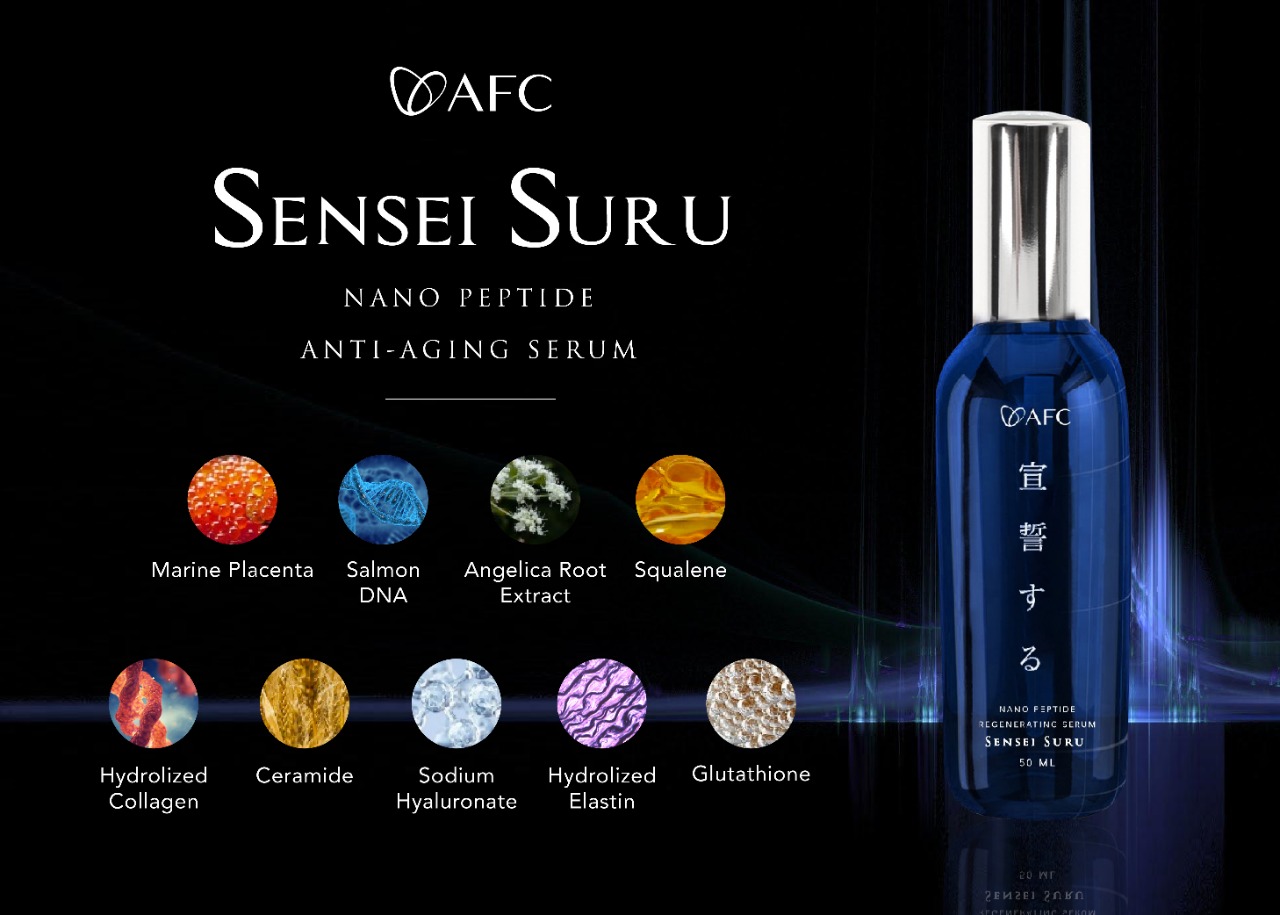 AFC
SENSEI SURU
NANO PEPTIDE
ANTI-AGING SERUM
Marine Placenta
Salmon
DNA
Angelica Root
Extract
Squalene
Hydrolized
Collagen
Ceramide
Sodium
Hyaluronate
Hydrolized
Elastin
Glutathione
AFC
宣
誓
す
る
NANO PEPTIDE
REGENERATING SERUM
SENSEI SURU
50 ML